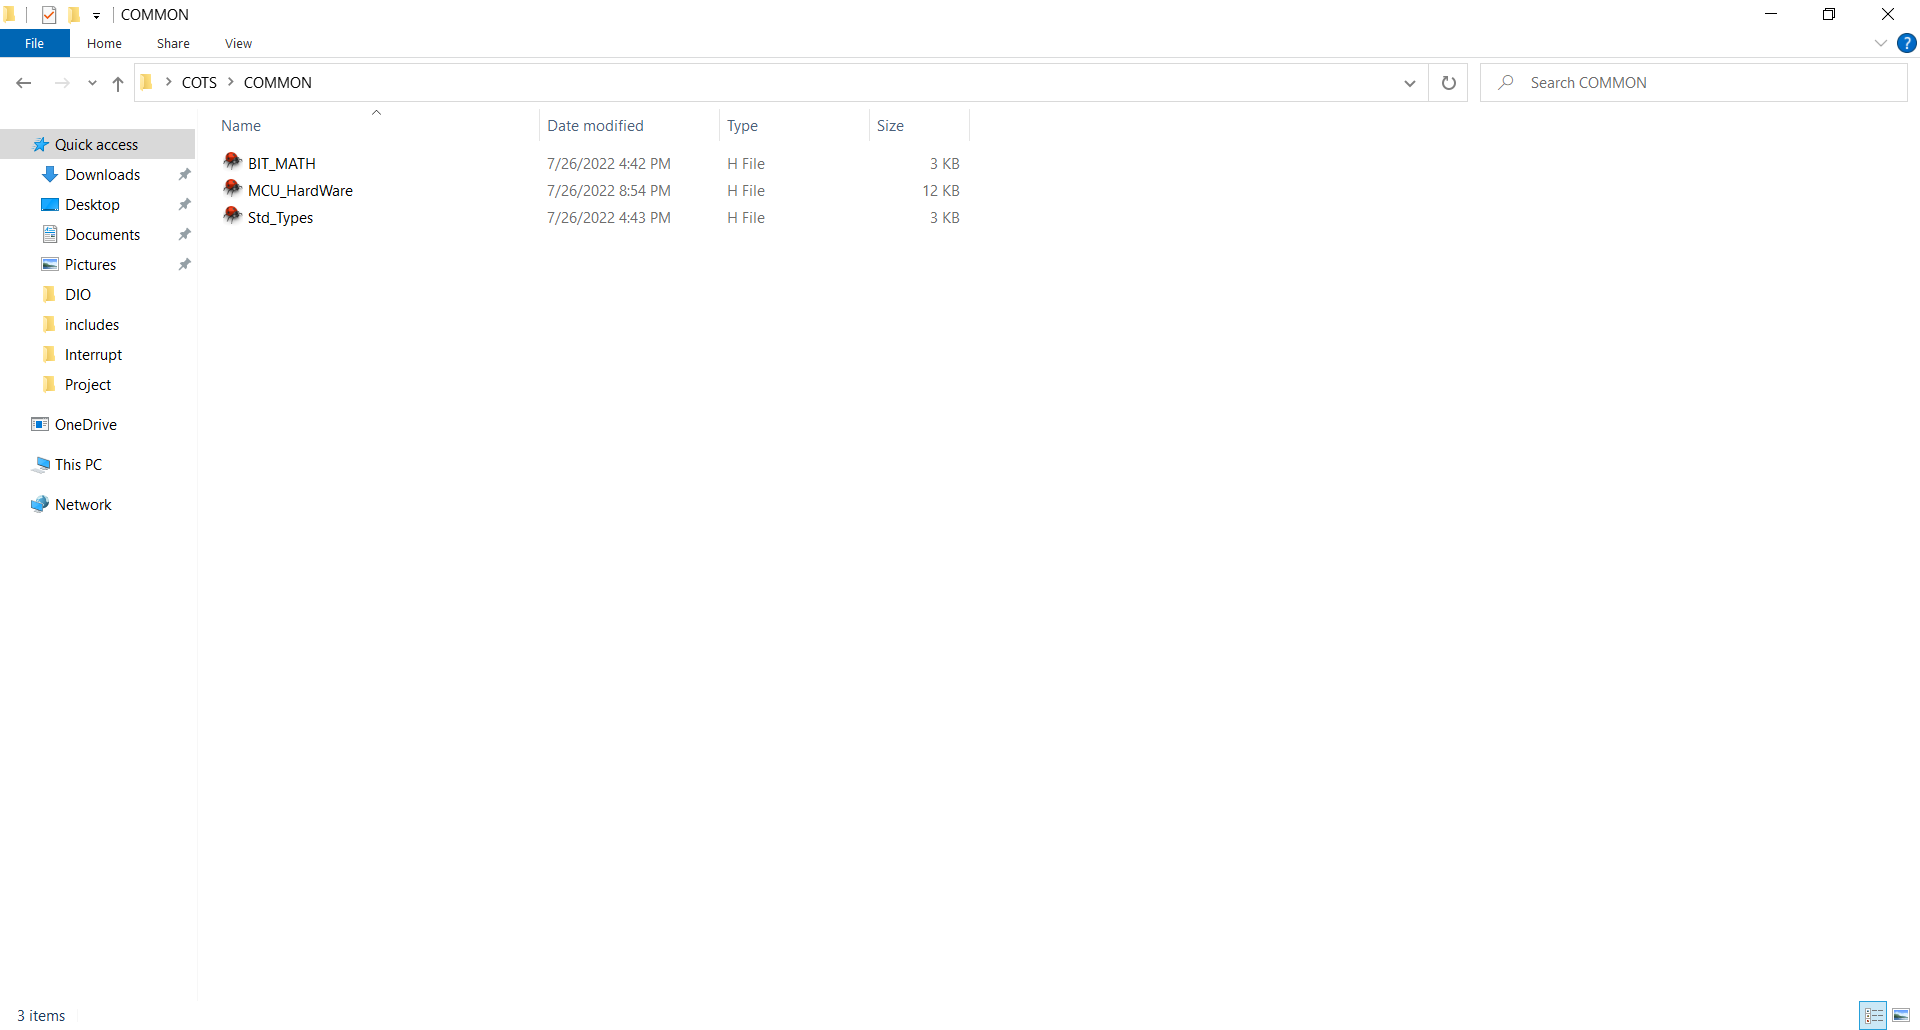 COMMON
File Home Share View
COTS COMMON
Search COMMON
Name Date modified Type Size
BIT_MATH 7/26/2022 4:42 PM H File 3 KB
MCU_HardWare 7/26/2022 8:54 PM H File 12 KB
Std_Types 7/26/2022 4:43 PM H File 3 KB
Quick access
Downloads
Desktop
Documents
Pictures
DIO
includes
Interrupt
Project
OneDrive
This PC
Network
3 items